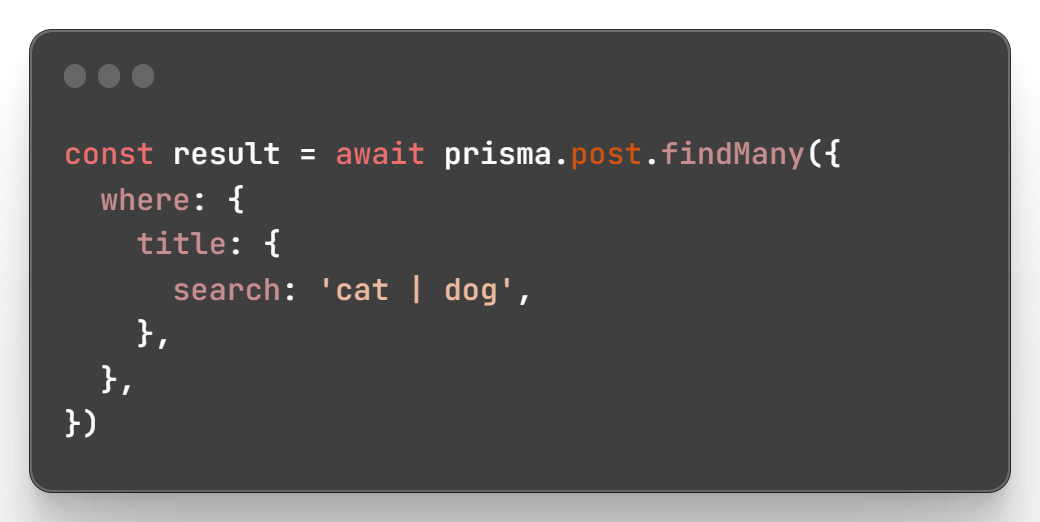 const result = await prisma.post.findMany({
  where: {
    title: {
      search: 'cat | dog',
    },
  },
})